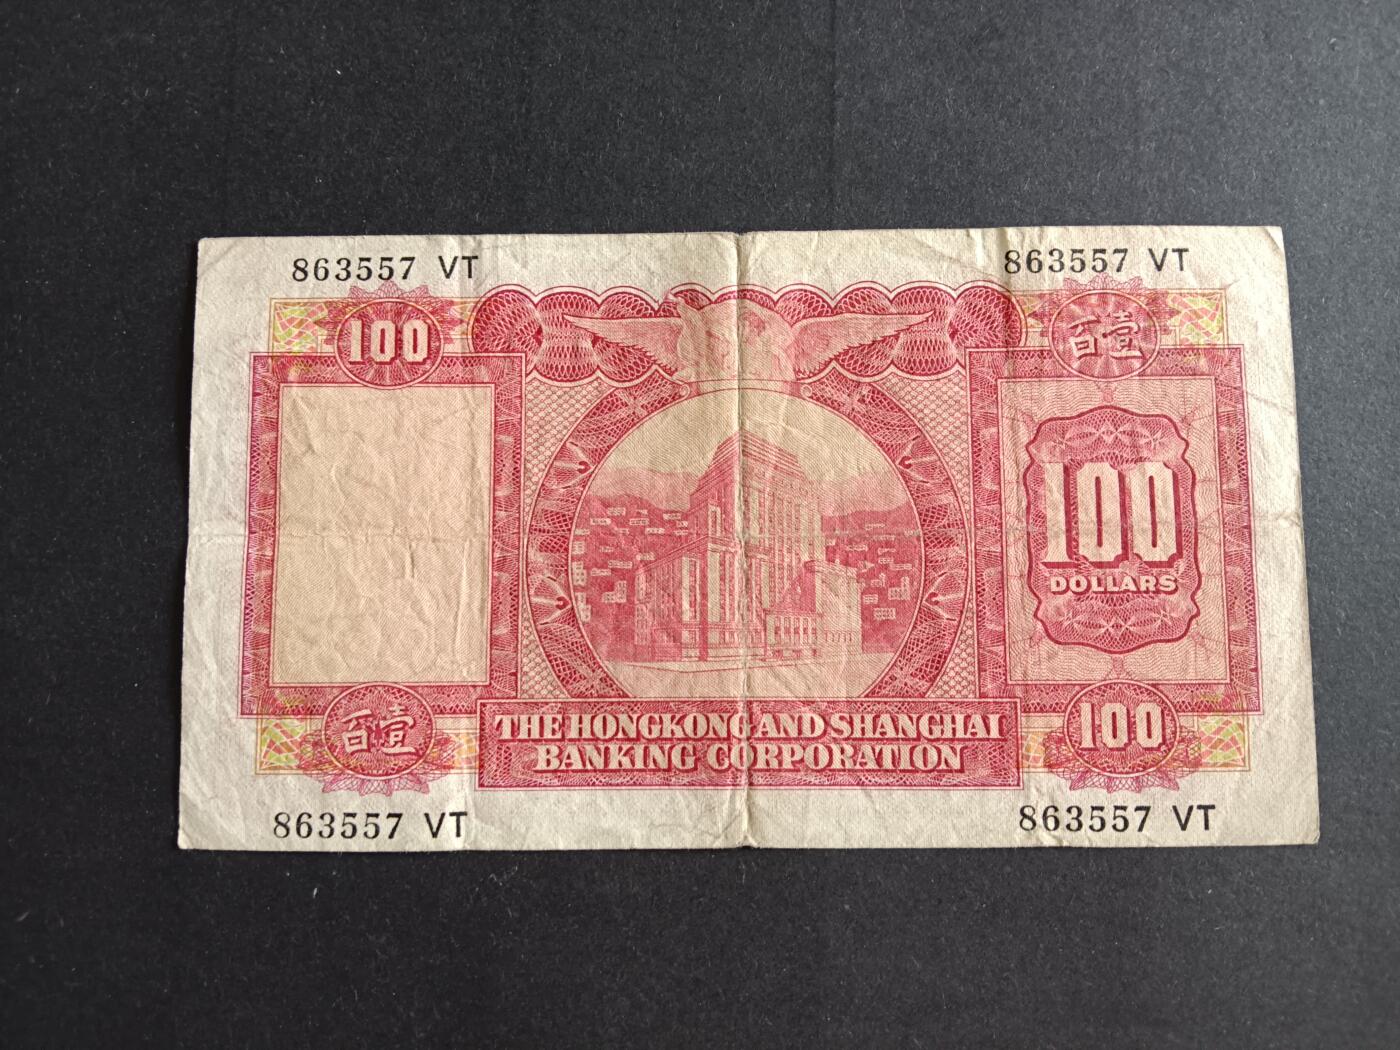 863557 VT
863557 VT
100
百壹
100
DOLLARS
百壹
100
THE HONGKONG AND SHANGHAI
BANKING CORPORATION
863557 VT
863557 VT